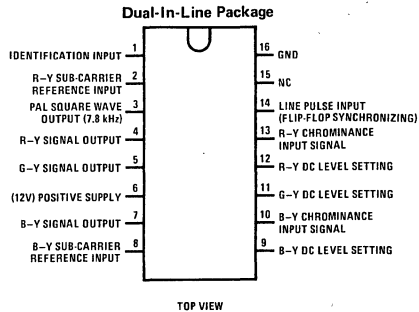 Dual-In-Line Package
1
IDENTIFICATION INPUT
2
R–Y SUB-CARRIER
REFERENCE INPUT
3
PAL SQUARE WAVE
OUTPUT (7.8 kHz)
4
R–Y SIGNAL OUTPUT
5
G–Y SIGNAL OUTPUT
6
(12V) POSITIVE SUPPLY
7
B–Y SIGNAL OUTPUT
8
B–Y SUB-CARRIER
REFERENCE INPUT
16
GND
15
NC
14
LINE PULSE INPUT
(FLIP-FLOP SYNCHRONIZING)
13
R–Y CHROMINANCE
INPUT SIGNAL
12
R–Y DC LEVEL SETTING
11
G–Y DC LEVEL SETTING
10
B–Y CHROMINANCE
INPUT SIGNAL
9
B–Y DC LEVEL SETTING
TOP VIEW